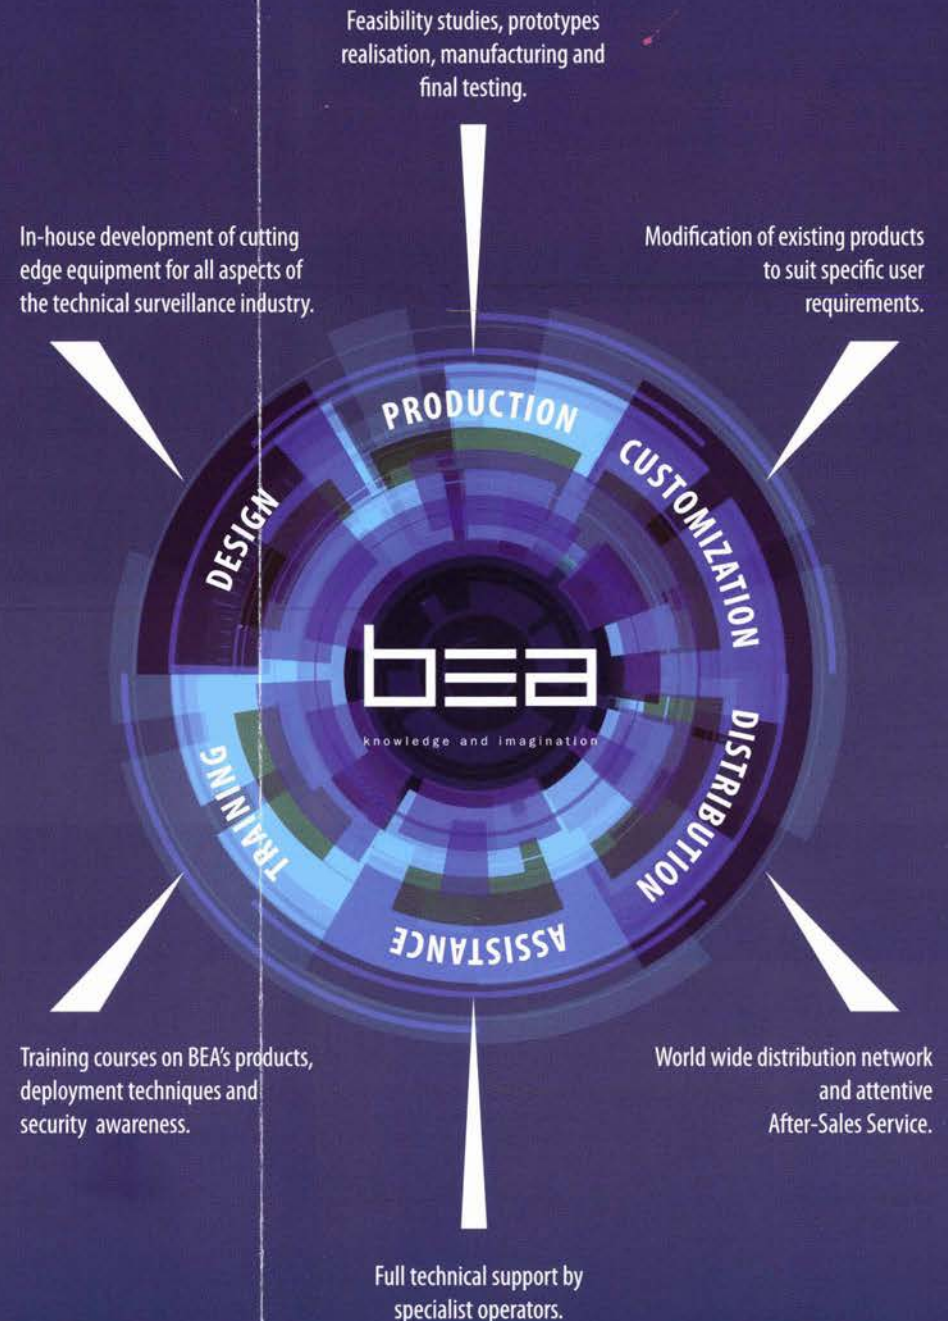 Feasibility studies, prototypes
realisation, manufacturing and
final testing.
In-house development of cutting
edge equipment for all aspects of
the technical surveillance industry.
Modification of existing products
to suit specific user
requirements.
PRODUCTION
CUSTOMIZATION
DESIGN
bea
knowledge and imagination
DISTRIBUTION
TRAINING
ASSISTANCE
Training courses on BEA's products,
deployment techniques and
security awareness.
World wide distribution network
and attentive
After-Sales Service.
Full technical support by
specialist operators.